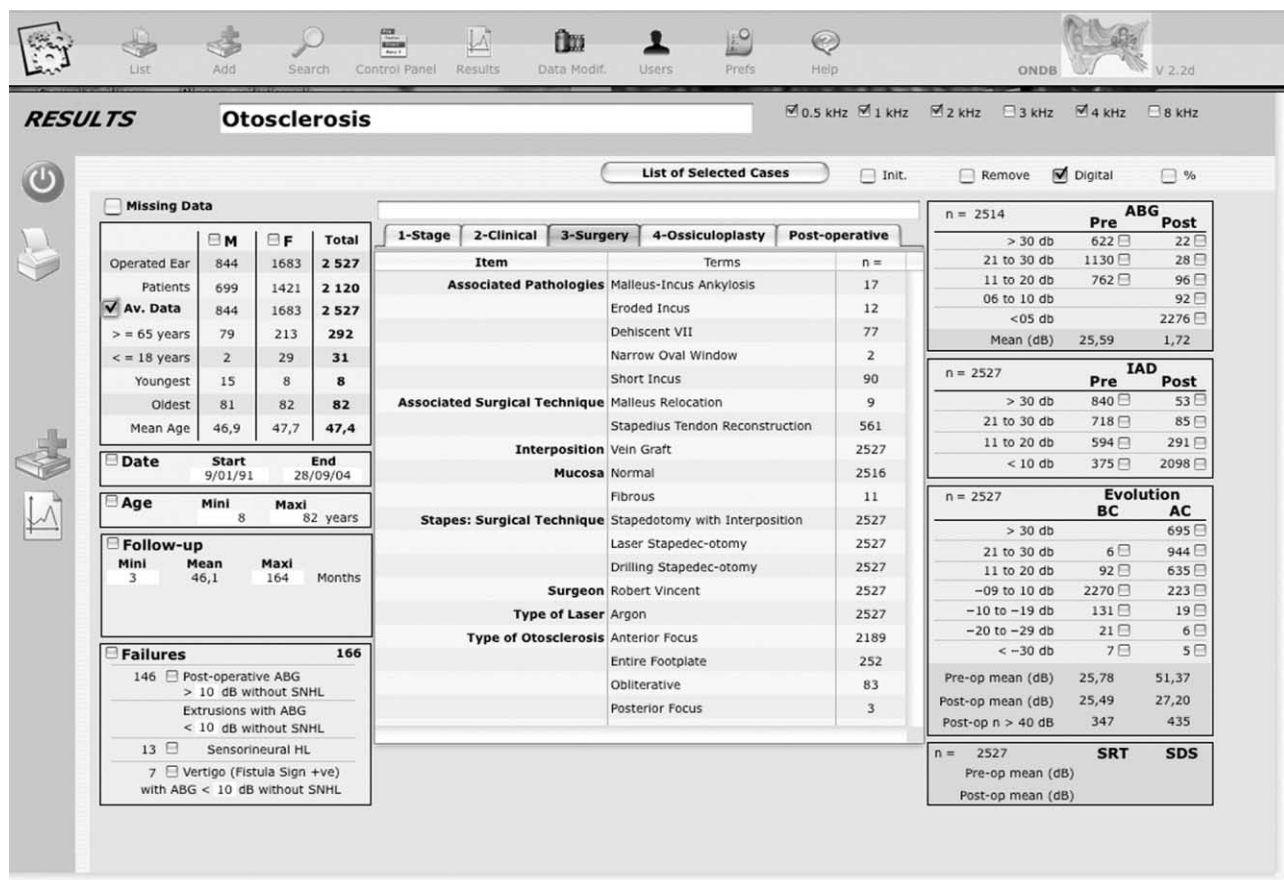 List Add Search Control Panel Results Data Modif. Users Prefs Help ONDB V 2.2d
RESULTS Otosclerosis 0.5 kHz 1 kHz 2 kHz 3 kHz 4 kHz 8 kHz
List of Selected Cases Init. Remove Digital %
Missing Data
M F Total
Operated Ear 844 1683 2 527
Patients 699 1421 2 120
Av. Data 844 1683 2 527
> = 65 years 79 213 292
< = 18 years 2 29 31
Youngest 15 8 8
Oldest 81 82 82
Mean Age 46,9 47,7 47,4
Date Start End
9/01/91 28/09/04
Age Mini Maxi
8 82 years
Follow-up
Mini Mean Maxi
3 46,1 164 Months
Failures 166
146 Post-operative ABG
> 10 dB without SNHL
Extrusions with ABG
< 10 dB without SNHL
13 Sensorineural HL
7 Vertigo (Fistula Sign +ve)
with ABG < 10 dB without SNHL
1-Stage 2-Clinical 3-Surgery 4-Ossiculoplasty Post-operative
Item Terms n =
Associated Pathologies Malleus-Incus Ankylosis 17
Eroded Incus 12
Dehiscent VII 77
Narrow Oval Window 2
Short Incus 90
Associated Surgical Technique Malleus Relocation 9
Stapedius Tendon Reconstruction 561
Interposition Vein Graft 2527
Mucosa Normal 2516
Fibrous 11
Stapes: Surgical Technique Stapedotomy with Interposition 2527
Laser Stapedec-otomy 2527
Drilling Stapedec-otomy 2527
Surgeon Robert Vincent 2527
Type of Laser Argon 2527
Type of Otosclerosis Anterior Focus 2189
Entire Footplate 252
Obliterative 83
Posterior Focus 3
n = 2514 ABG
Pre Post
> 30 db 622 22
21 to 30 db 1130 28
11 to 20 db 762 96
06 to 10 db 92
<05 db 2276
Mean (dB) 25,59 1,72
n = 2527 IAD
Pre Post
> 30 db 840 53
21 to 30 db 718 85
11 to 20 db 594 291
< 10 db 375 2098
n = 2527 Evolution
BC AC
> 30 db 695
21 to 30 db 6 944
11 to 20 db 92 635
−09 to 10 db 2270 223
−10 to −19 db 131 19
−20 to −29 db 21 6
< −30 db 7 5
Pre-op mean (dB) 25,78 51,37
Post-op mean (dB) 25,49 27,20
Post-op n > 40 dB 347 435
n = 2527 SRT SDS
Pre-op mean (dB)
Post-op mean (dB)